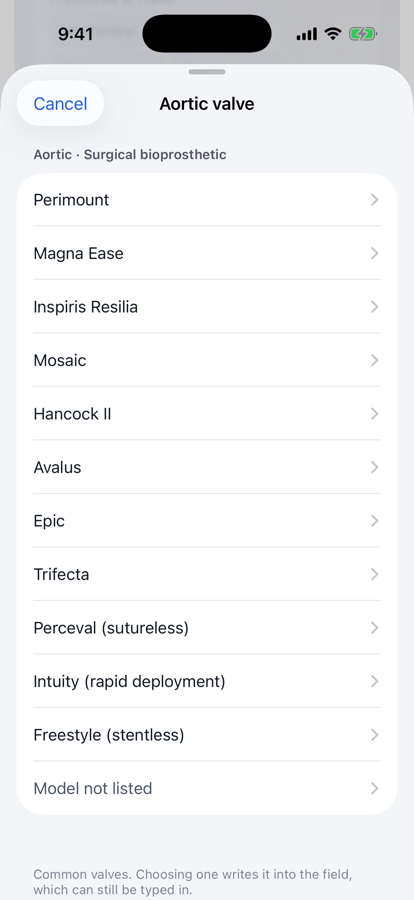 9:41
Cancel
Aortic valve
Aortic · Surgical bioprosthetic
Perimount
Magna Ease
Inspiris Resilia
Mosaic
Hancock II
Avalus
Epic
Trifecta
Perceval (sutureless)
Intuity (rapid deployment)
Freestyle (stentless)
Model not listed
Common valves. Choosing one writes it into the field,
which can still be typed in.